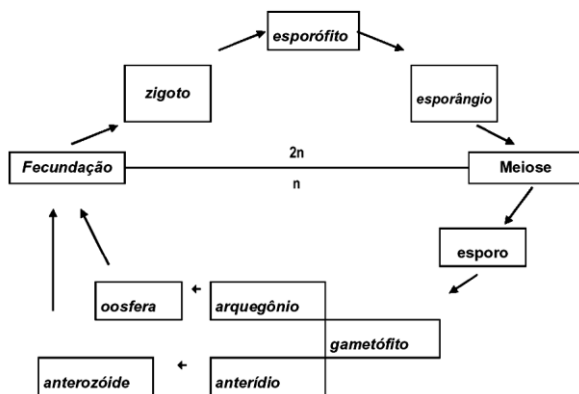 esporófito
zigoto
esporângio
Fecundação
2n
n
Meiose
esporo
oosfera
arquegônio
gametófito
anterozóide
anterídio